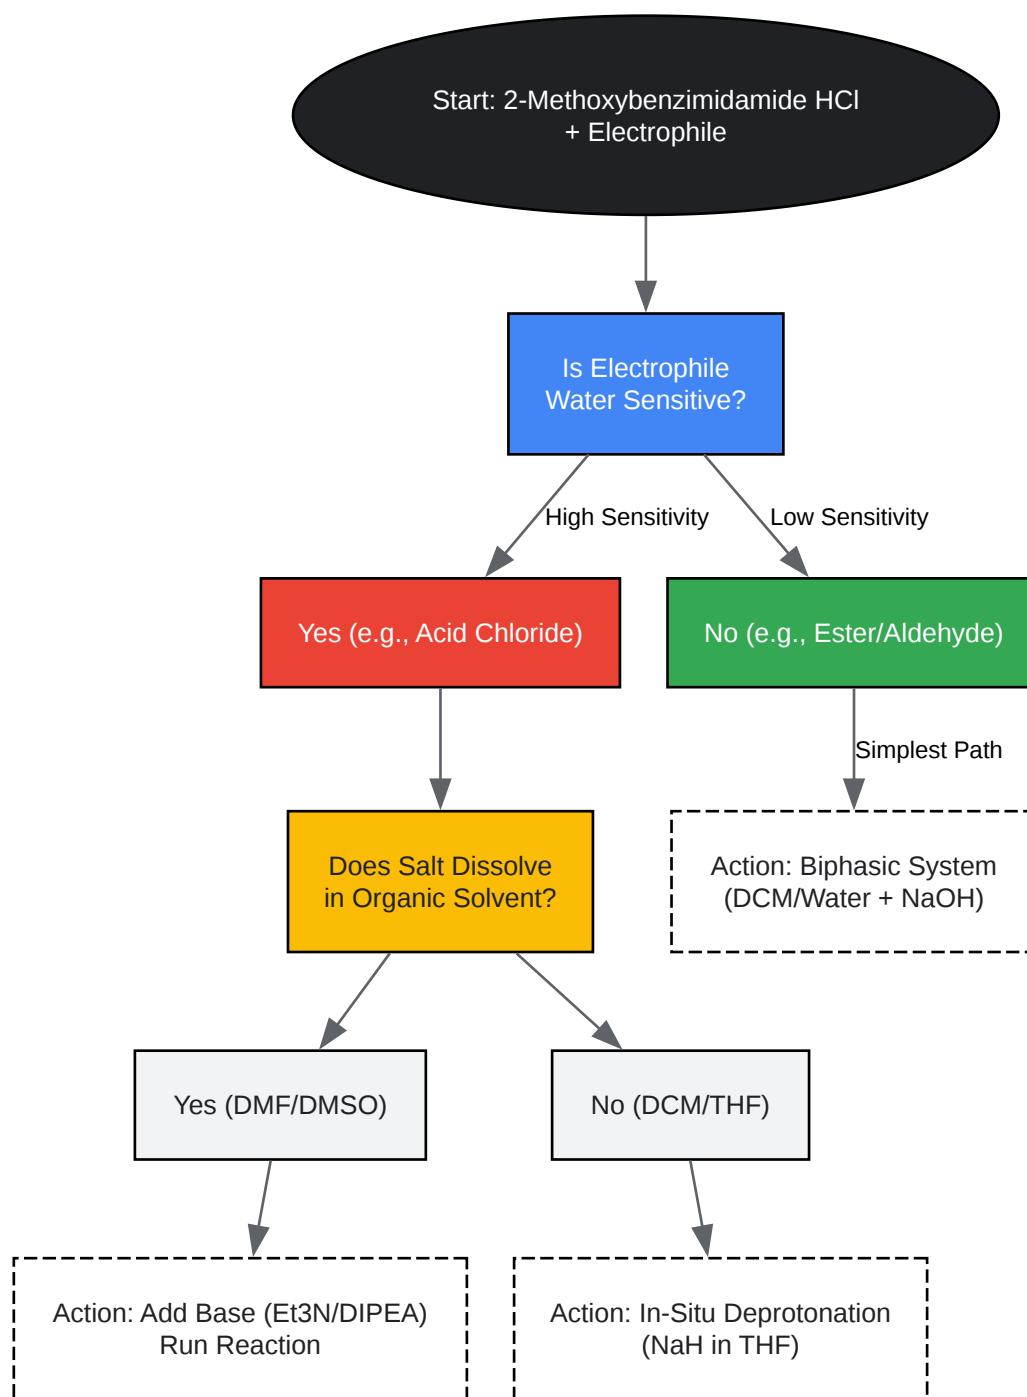 Start: 2-Methoxybenzimidamide HCl
+ Electrophile
Is Electrophile
Water Sensitive?
High Sensitivity
Low Sensitivity
Yes (e.g., Acid Chloride)
No (e.g., Ester/Aldehyde)
Simplest Path
Does Salt Dissolve
in Organic Solvent?
Action: Biphasic System
(DCM/Water + NaOH)
Yes (DMF/DMSO)
No (DCM/THF)
Action: Add Base (Et3N/DIPEA)
Run Reaction
Action: In-Situ Deprotonation
(NaH in THF)